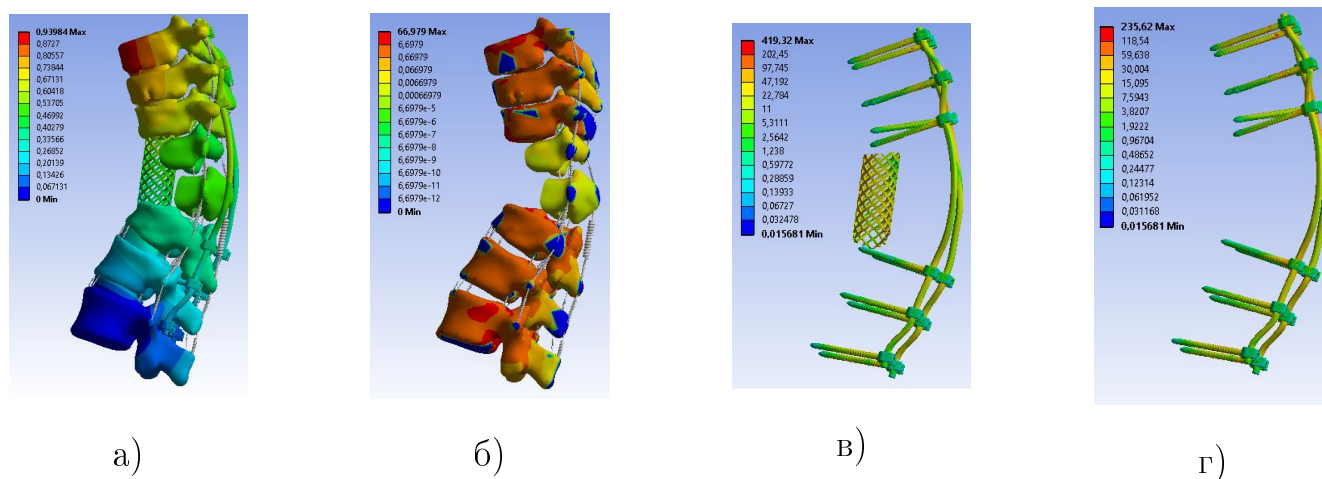 0,93984 Max
0,8727
0,80557
0,73844
0,67131
0,60418
0,53705
0,46992
0,40279
0,33566
0,26852
0,20139
0,13426
0,067131
0 Min
66,979 Max
6,6979
0,66979
0,066979
0,0066979
0,00066979
6,6979e-5
6,6979e-6
6,6979e-7
6,6979e-8
6,6979e-9
6,6979e-10
6,6979e-11
6,6979e-12
0 Min
419,32 Max
202,45
97,745
47,192
22,784
11
5,3111
2,5642
1,238
0,59772
0,28859
0,13933
0,06727
0,032478
0,015681 Min
235,62 Max
118,54
59,638
30,004
15,095
7,5943
3,8207
1,9222
0,96704
0,48652
0,24477
0,12314
0,061952
0,031168
0,015681 Min
а)
б)
в)
г)